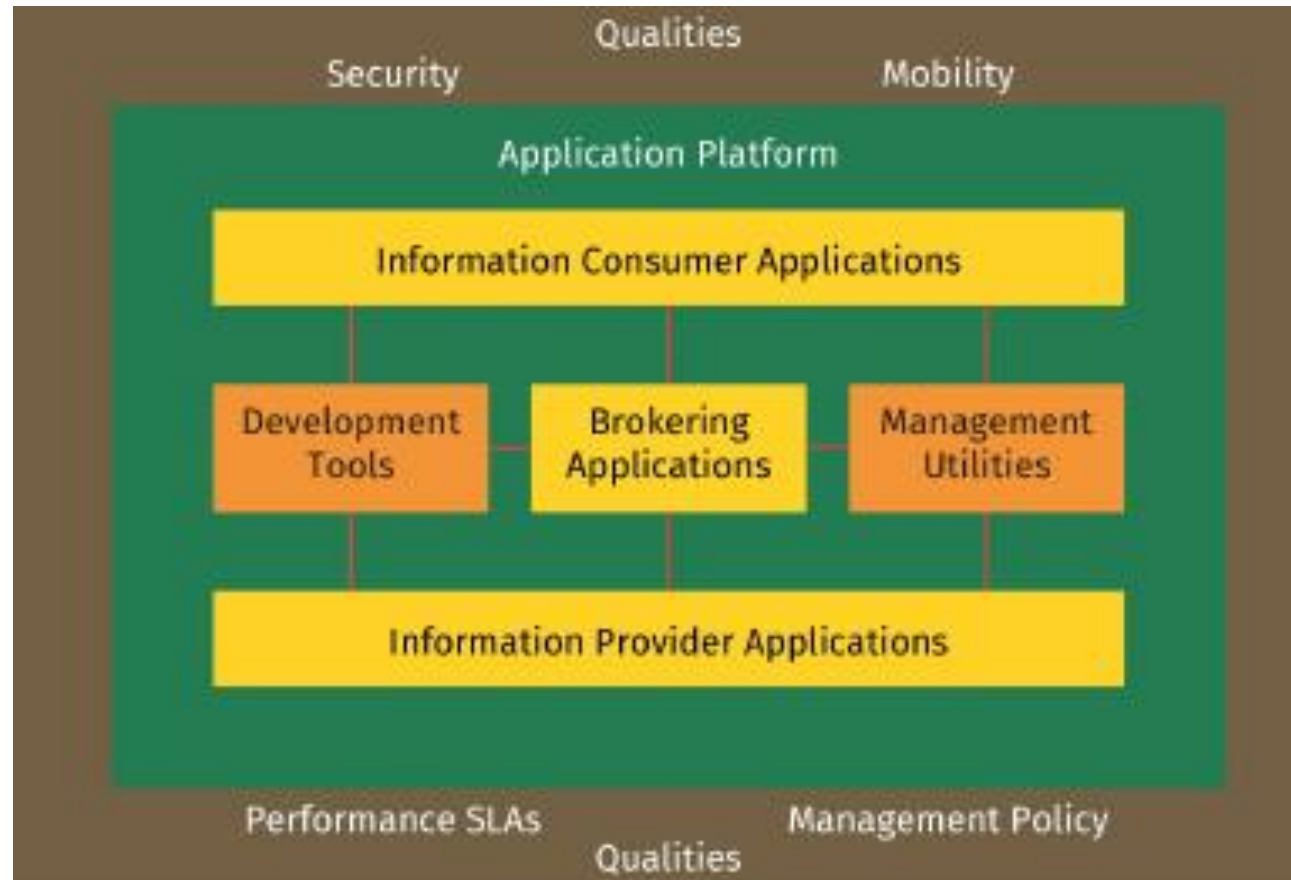 Qualities
Security Mobility
Application Platform
Information Consumer Applications
Development Tools
Brokering Applications
Management Utilities
Information Provider Applications
Performance SLAs Management Policy
Qualities